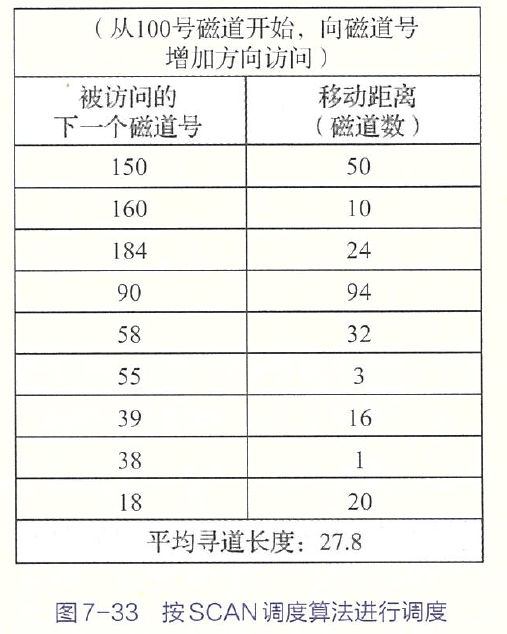 （从100号磁道开始，向磁道号
增加方向访问）
被访问的
下一个磁道号
移动距离
（磁道数）
150 50
160 10
184 24
90 94
58 32
55 3
39 16
38 1
18 20
平均寻道长度：27.8
图7-33 按SCAN调度算法进行调度